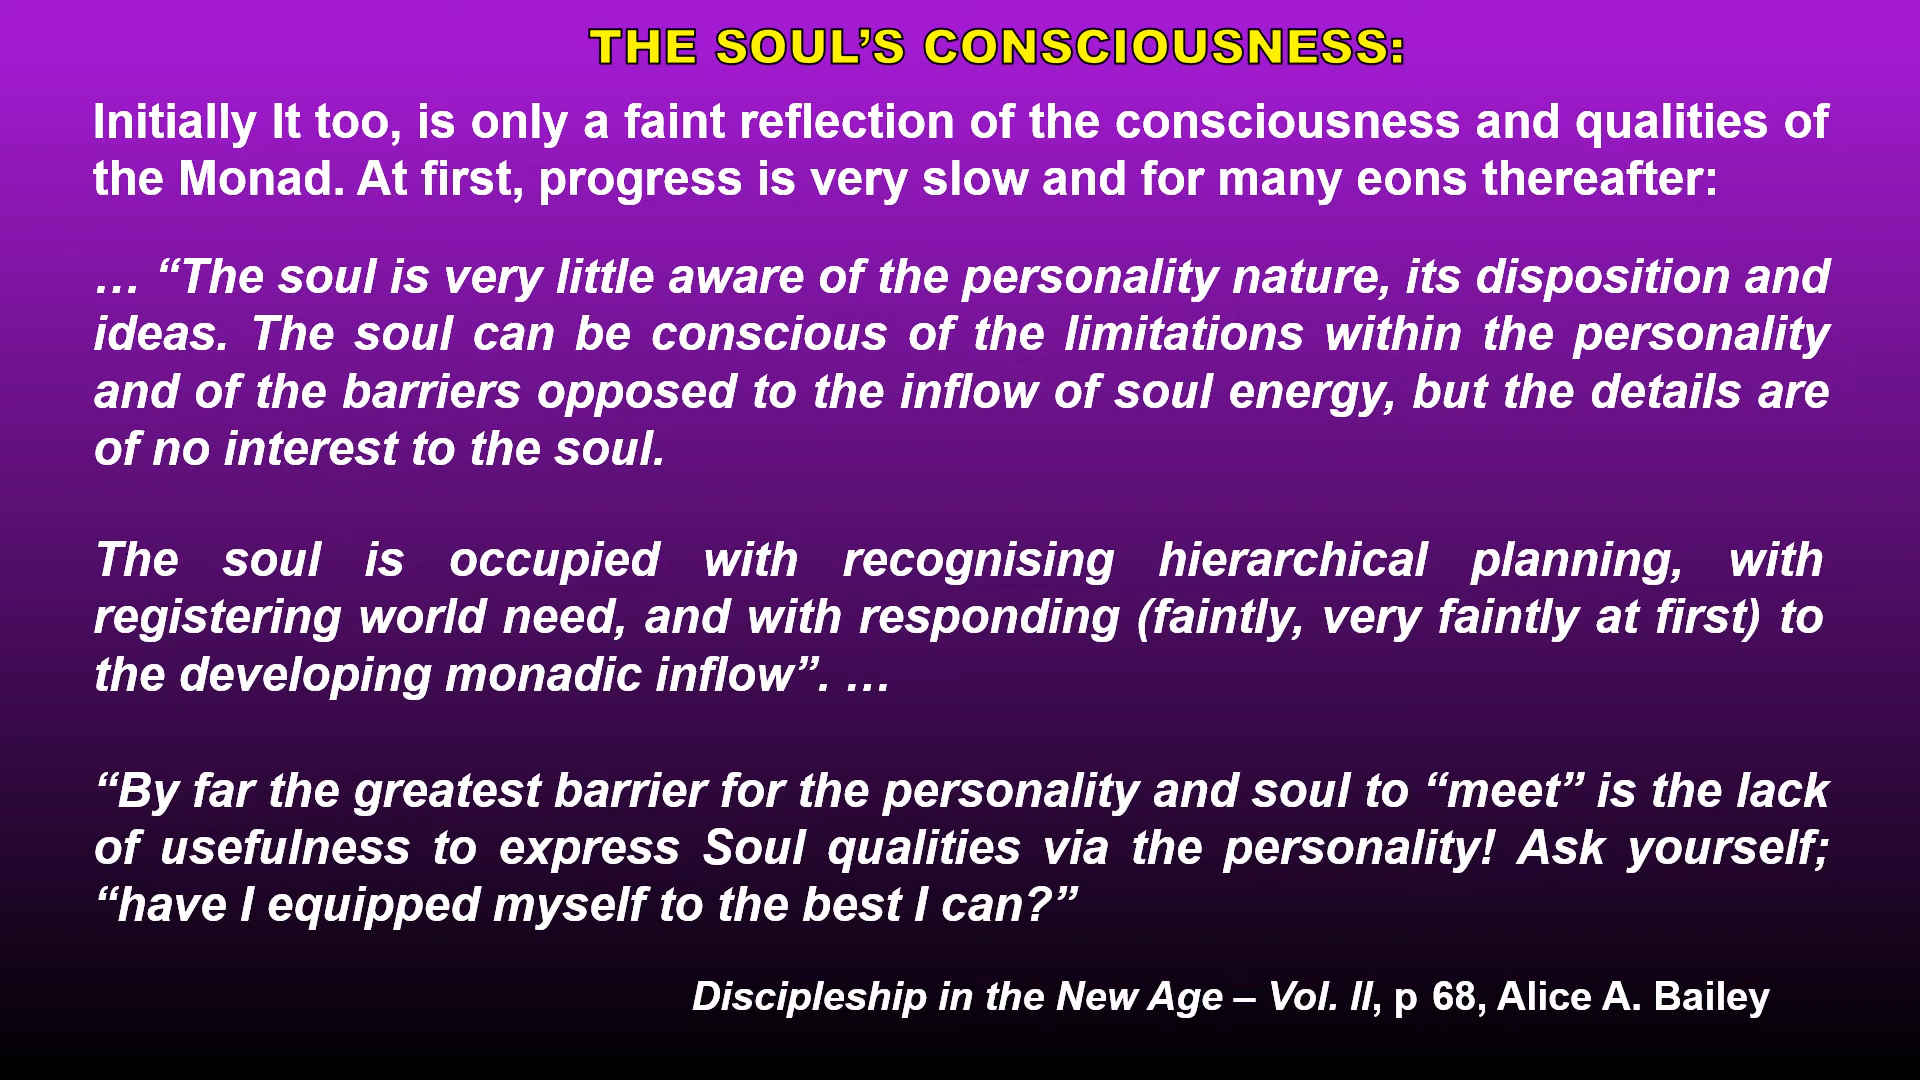 THE SOUL’S CONSCIOUSNESS:
Initially It too, is only a faint reflection of the consciousness and qualities of
the Monad. At first, progress is very slow and for many eons thereafter:
… “The soul is very little aware of the personality nature, its disposition and
ideas. The soul can be conscious of the limitations within the personality
and of the barriers opposed to the inflow of soul energy, but the details are
of no interest to the soul.
The soul is occupied with recognising hierarchical planning, with
registering world need, and with responding (faintly, very faintly at first) to
the developing monadic inflow”. …
“By far the greatest barrier for the personality and soul to “meet” is the lack
of usefulness to express Soul qualities via the personality! Ask yourself;
“have I equipped myself to the best I can?”
Discipleship in the New Age – Vol. II, p 68, Alice A. Bailey